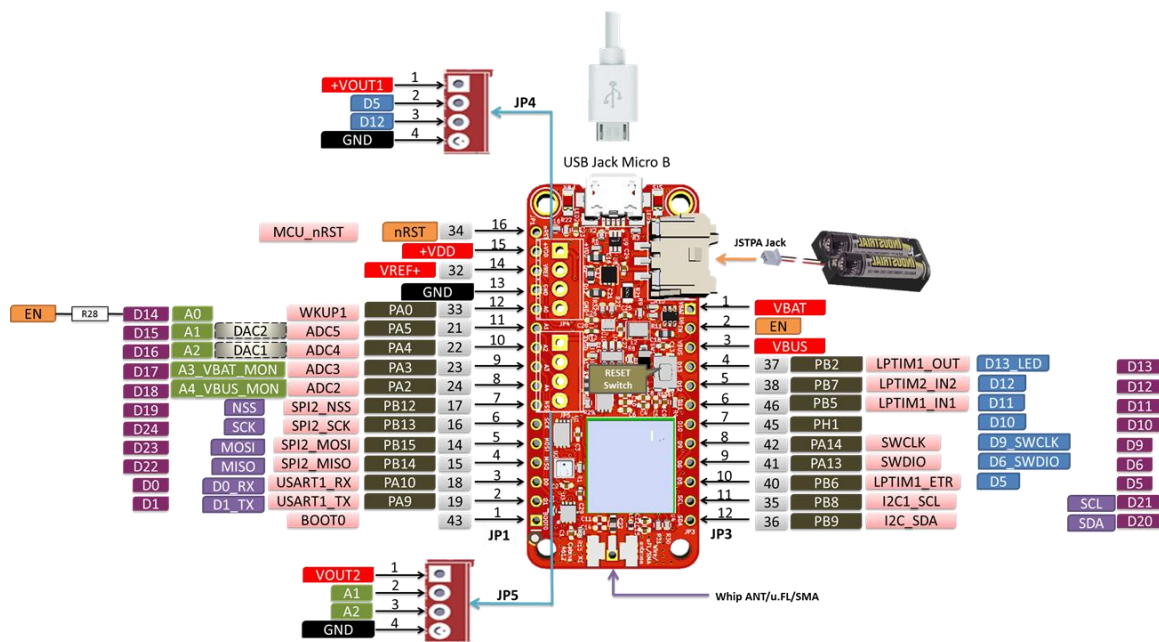 +VOUT1 1
D5 2
D12 3
GND 4
JP4
USB Jack Micro B
JSTPA Jack
INDUSTRIAL
MCU_nRST nRST 34 16
+VDD 15
VREF+ 32 14
GND 13
EN R28 D14 A0 WKUP1 PA0 33 12
D15 A1 DAC2 ADC5 PA5 21 11
D16 A2 DAC1 ADC4 PA4 22 10
D17 A3_VBAT_MON ADC3 PA3 23 9
D18 A4_VBUS_MON ADC2 PA2 24 8
D19 NSS SPI2_NSS PB12 17 7
D24 SCK SPI2_SCK PB13 16 6
D23 MOSI SPI2_MOSI PB15 14 5
D22 MISO SPI2_MISO PB14 15 4
D0 D0_RX USART1_RX PA10 18 3
D1 D1_TX USART1_TX PA9 19 2
BOOT0 43 1
JP1
RESET
Switch
1 VBAT
2 EN
3 VBUS
4 37 PB2 LPTIM1_OUT D13_LED D13
5 38 PB7 LPTIM2_IN2 D12 D12
6 46 PB5 LPTIM1_IN1 D11 D11
7 45 PH1 D10 D10
8 42 PA14 SWCLK D9_SWCLK D9
9 41 PA13 SWDIO D6_SWDIO D6
10 40 PB6 LPTIM1_ETR D5 D5
11 35 PB8 I2C1_SCL SCL D21
12 36 PB9 I2C_SDA SDA D20
JP3
Whip ANT/u.FL/SMA
VOUT2 1
A1 2
A2 3
GND 4
JP5